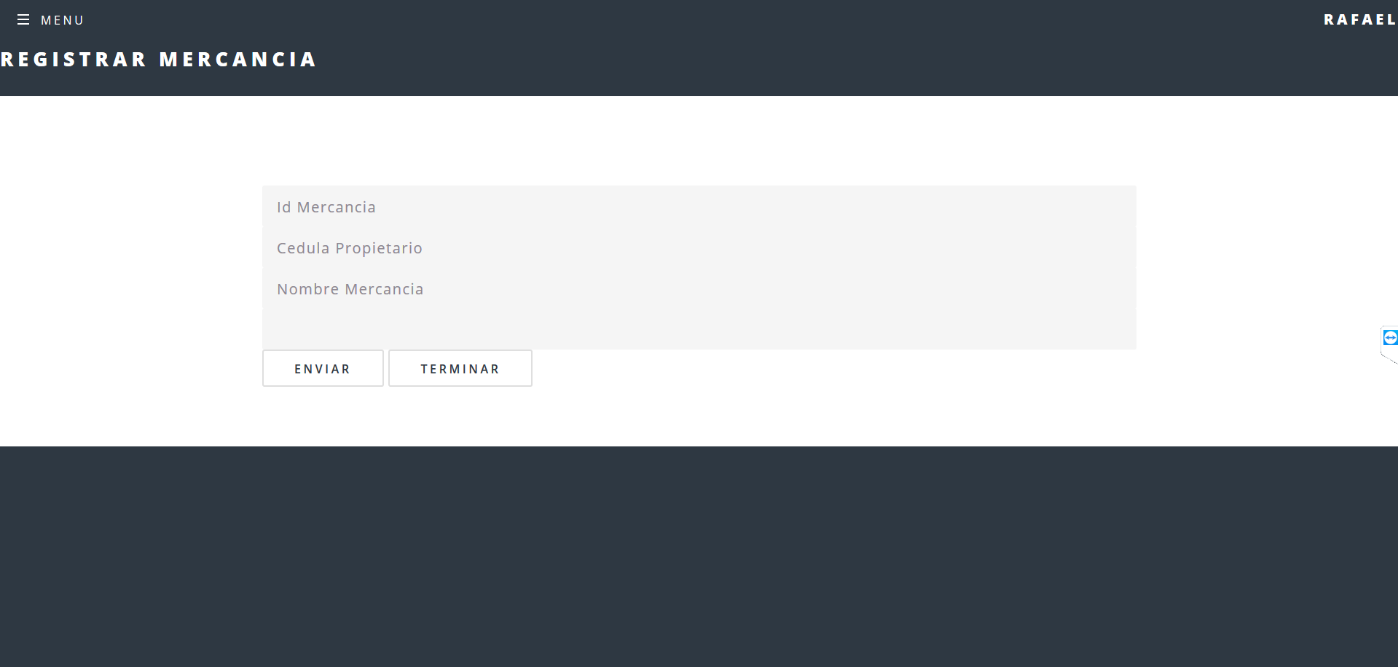 MENU
RAFAEL
REGISTRAR MERCANCIA
Id Mercancia
Cedula Propietario
Nombre Mercancia
ENVIAR
TERMINAR